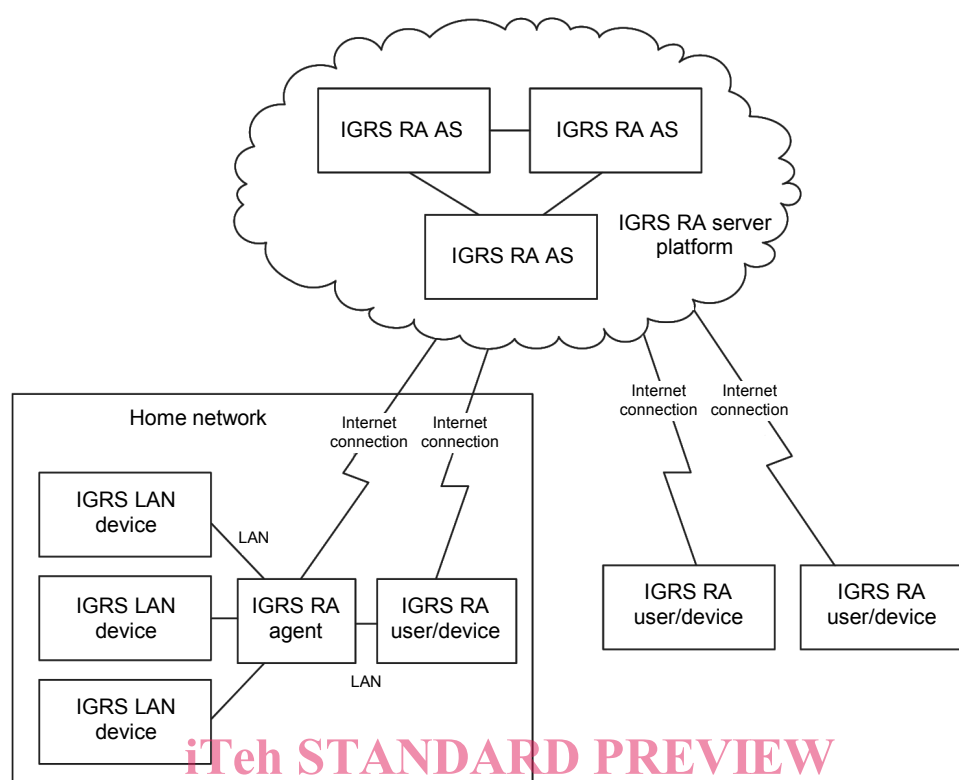 IGRS RA AS
IGRS RA AS
IGRS RA AS
IGRS RA server
platform
Internet
connection
Internet
connection
Home network
Internet
connection
Internet
connection
IGRS LAN
device
LAN
IGRS LAN
device
IGRS RA
agent
IGRS RA
user/device
LAN
IGRS LAN
device
IGRS RA
user/device
IGRS RA
user/device
iTeh STANDARD PREVIEW